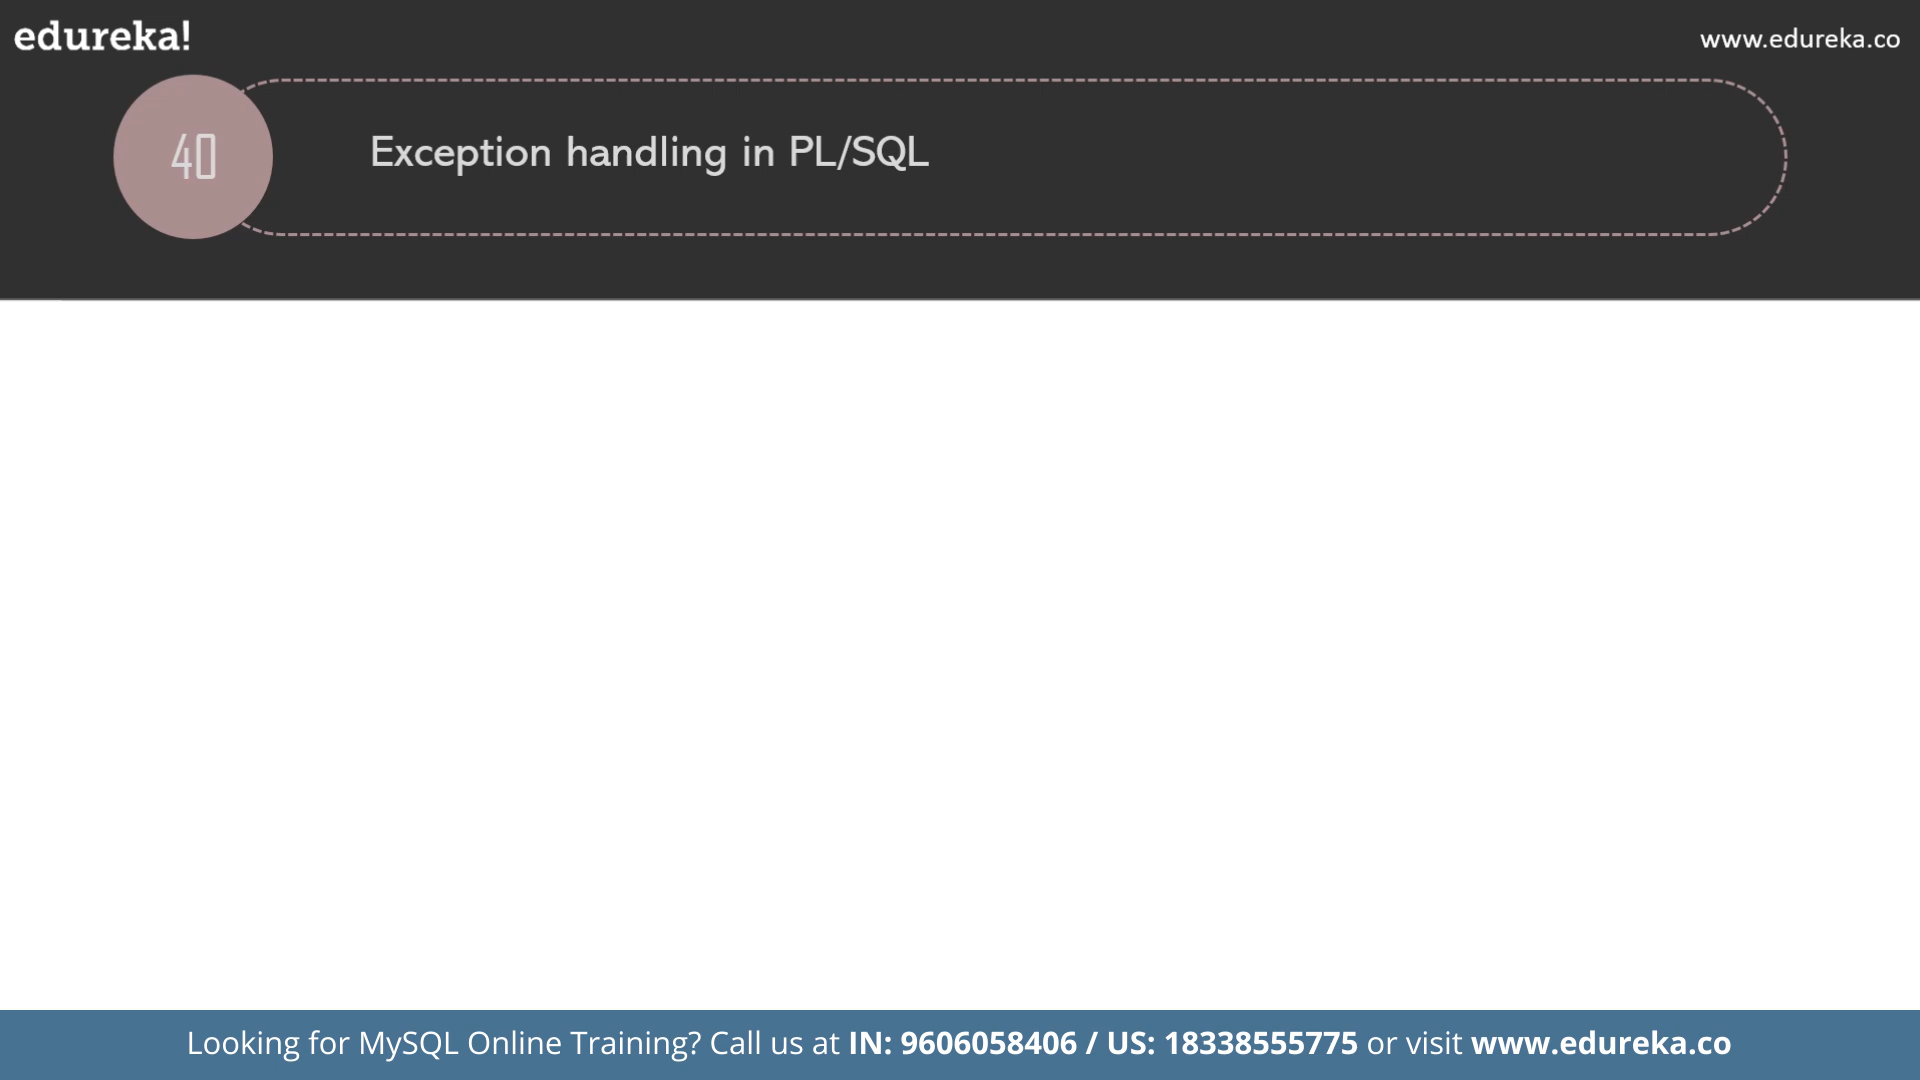 edureka!
www.edureka.co
40
Exception handling in PL/SQL
Looking for MySQL Online Training? Call us at IN: 9606058406 / US: 18338555775 or visit www.edureka.co